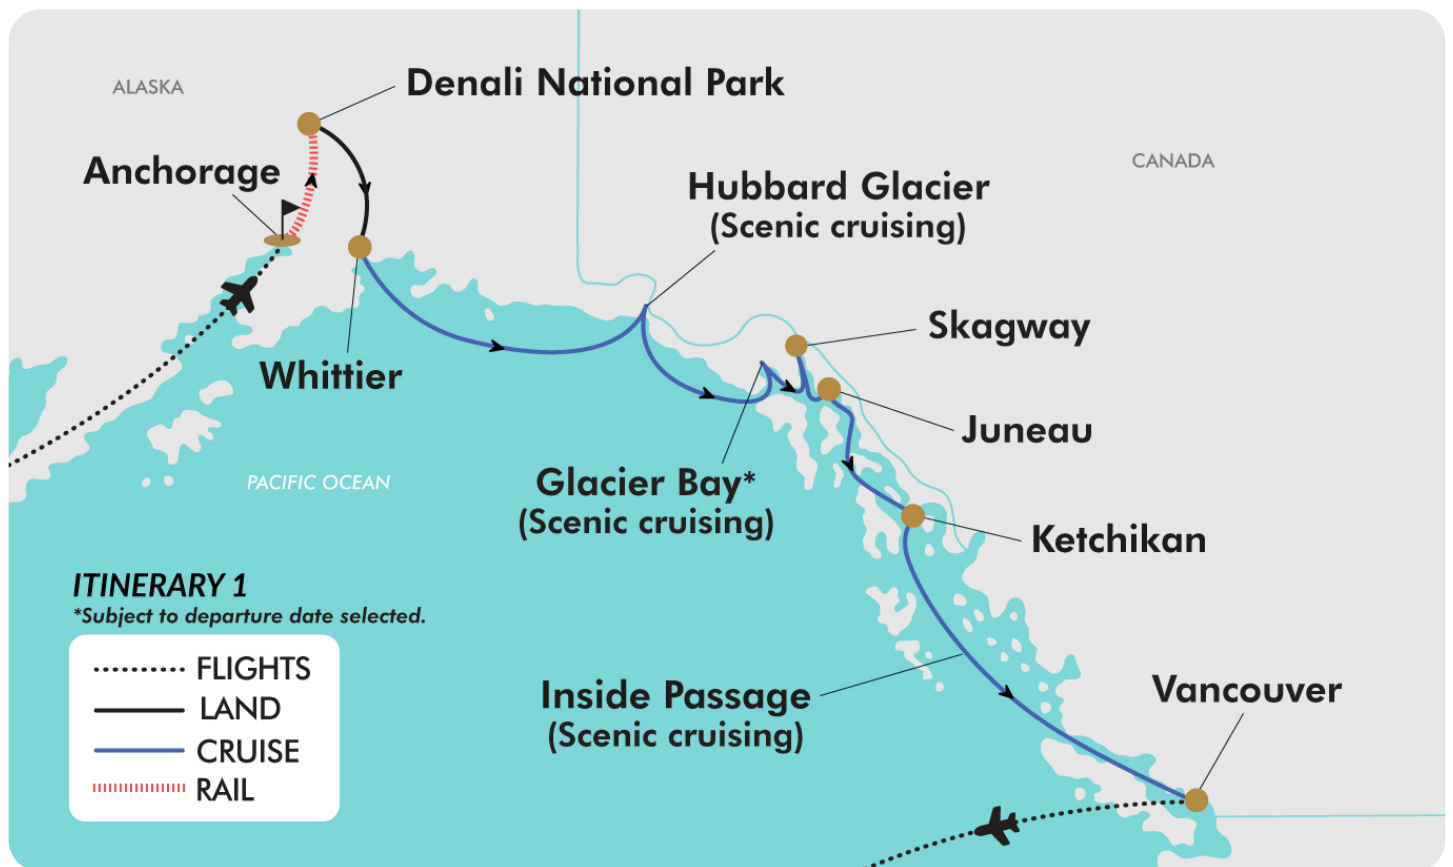 ALASKA
Denali National Park
CANADA
Anchorage
Hubbard Glacier
(Scenic cruising)
Skagway
Whittier
Juneau
Glacier Bay*
(Scenic cruising)
PACIFIC OCEAN
Ketchikan
ITINERARY 1
*Subject to departure date selected.
FLIGHTS
LAND
CRUISE
RAIL
Inside Passage
(Scenic cruising)
Vancouver